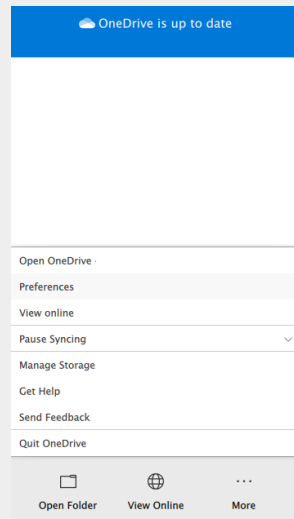 OneDrive is up to date
Open OneDrive ·
Preferences
View online
Pause Syncing
Manage Storage
Get Help
Send Feedback
Quit OneDrive
Open Folder View Online More